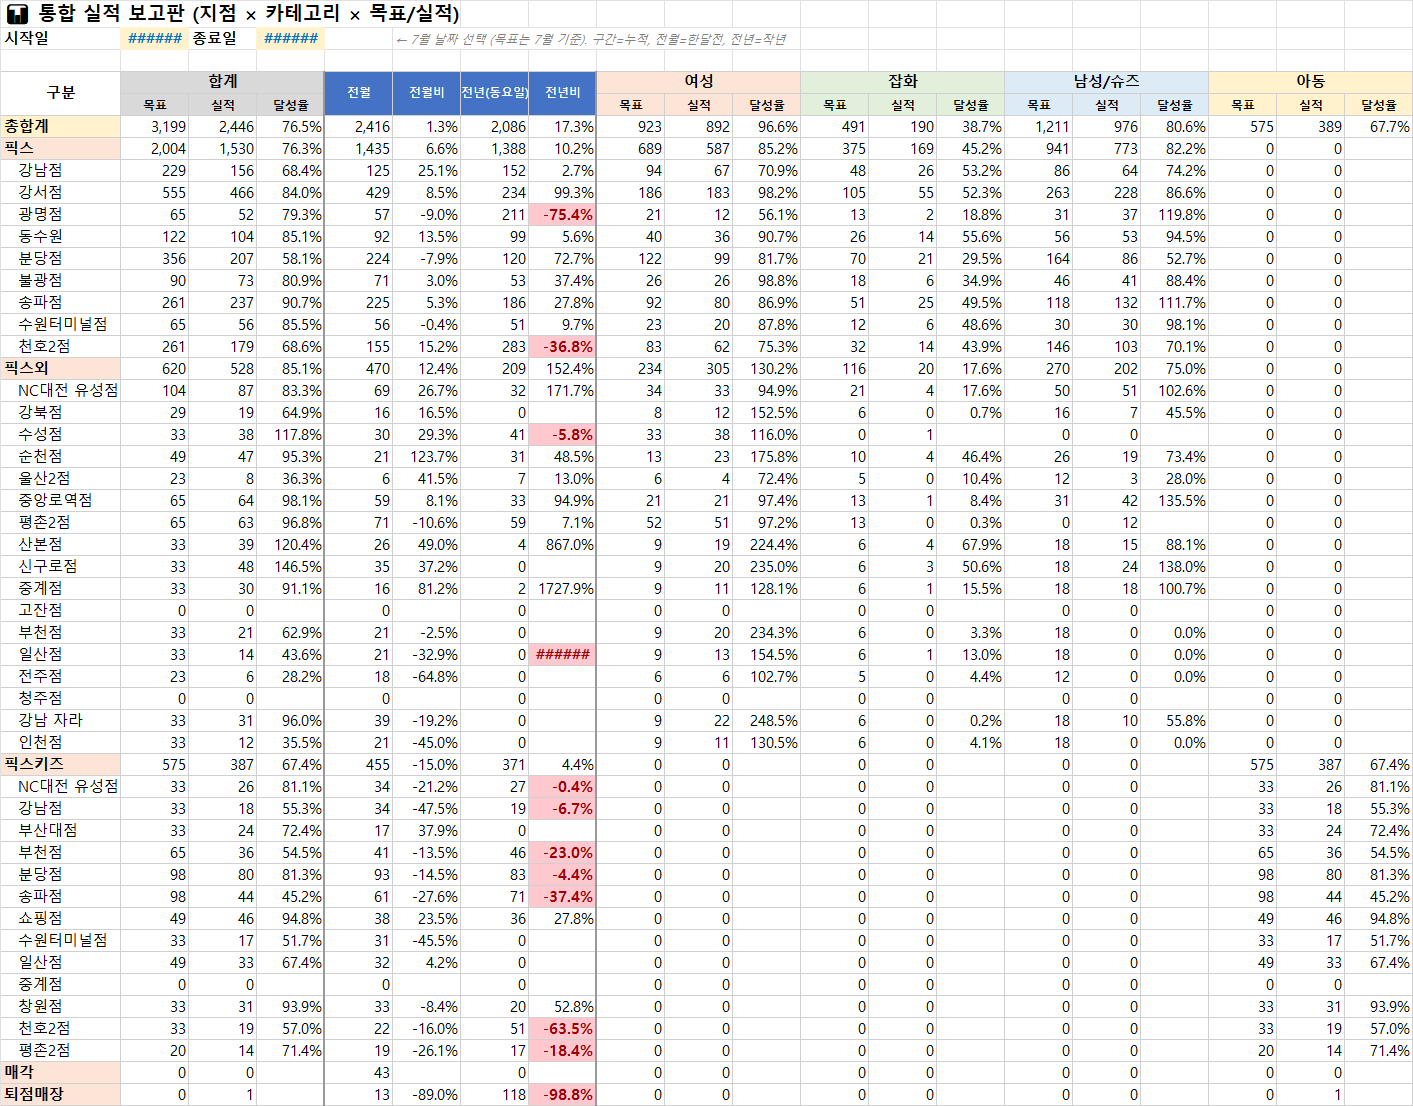 통합 실적 보고판 (지점 × 카테고리 × 목표/실적)
시작일 ###### 종료일 ###### ← 7월 날짜 선택 (목표는 7월 기준). 구간=누적, 전월=한달전, 전년=작년
구분 합계 전월 전월비 전년(동요일) 전년비 여성 잡화 남성/슈즈 아동
목표 실적 달성율 목표 실적 달성율 목표 실적 달성율 목표 실적 달성율 목표 실적 달성율
총합계 3,199 2,446 76.5% 2,416 1.3% 2,086 17.3% 923 892 96.6% 491 190 38.7% 1,211 976 80.6% 575 389 67.7%
픽스 2,004 1,530 76.3% 1,435 6.6% 1,388 10.2% 689 587 85.2% 375 169 45.2% 941 773 82.2% 0 0
강남점 229 156 68.4% 125 25.1% 152 2.7% 94 67 70.9% 48 26 53.2% 86 64 74.2% 0 0
강서점 555 466 84.0% 429 8.5% 234 99.3% 186 183 98.2% 105 55 52.3% 263 228 86.6% 0 0
광명점 65 52 79.3% 57 -9.0% 211 -75.4% 21 12 56.1% 13 2 18.8% 31 37 119.8% 0 0
동수원 122 104 85.1% 92 13.5% 99 5.6% 40 36 90.7% 26 14 55.6% 56 53 94.5% 0 0
분당점 356 207 58.1% 224 -7.9% 120 72.7% 122 99 81.7% 70 21 29.5% 164 86 52.7% 0 0
불광점 90 73 80.9% 71 3.0% 53 37.4% 26 26 98.8% 18 6 34.9% 46 41 88.4% 0 0
송파점 261 237 90.7% 225 5.3% 186 27.8% 92 80 86.9% 51 25 49.5% 118 132 111.7% 0 0
수원터미널점 65 56 85.5% 56 -0.4% 51 9.7% 23 20 87.8% 12 6 48.6% 30 30 98.1% 0 0
천호2점 261 179 68.6% 155 15.2% 283 -36.8% 83 62 75.3% 32 14 43.9% 146 103 70.1% 0 0
픽스외 620 528 85.1% 470 12.4% 209 152.4% 234 305 130.2% 116 20 17.6% 270 202 75.0% 0 0
NC대전 유성점 104 87 83.3% 69 26.7% 32 171.7% 34 33 94.9% 21 4 17.6% 50 51 102.6% 0 0
강북점 29 19 64.9% 16 16.5% 0 8 12 152.5% 6 0 0.7% 16 7 45.5% 0 0
수성점 33 38 117.8% 30 29.3% 41 -5.8% 33 38 116.0% 0 1 0 0 0 0
순천점 49 47 95.3% 21 123.7% 31 48.5% 13 23 175.8% 10 4 46.4% 26 19 73.4% 0 0
울산2점 23 8 36.3% 6 41.5% 7 13.0% 6 4 72.4% 5 0 10.4% 12 3 28.0% 0 0
중앙로역점 65 64 98.1% 59 8.1% 33 94.9% 21 21 97.4% 13 1 8.4% 31 42 135.5% 0 0
평촌2점 65 63 96.8% 71 -10.6% 59 7.1% 52 51 97.2% 13 0 0.3% 0 12 0 0
산본점 33 39 120.4% 26 49.0% 4 867.0% 9 19 224.4% 6 4 67.9% 18 15 88.1% 0 0
신구로점 33 48 146.5% 35 37.2% 0 9 20 235.0% 6 3 50.6% 18 24 138.0% 0 0
중계점 33 30 91.1% 16 81.2% 2 1727.9% 9 11 128.1% 6 1 15.5% 18 18 100.7% 0 0
고잔점 0 0 0 0 0 0 0 0 0 0 0 0
부천점 33 21 62.9% 21 -2.5% 0 9 20 234.3% 6 0 3.3% 18 0 0.0% 0 0
일산점 33 14 43.6% 21 -32.9% 0 ###### 9 13 154.5% 6 1 13.0% 18 0 0.0% 0 0
전주점 23 6 28.2% 18 -64.8% 0 6 6 102.7% 5 0 4.4% 12 0 0.0% 0 0
청주점 0 0 0 0 0 0 0 0 0 0 0 0
강남 자라 33 31 96.0% 39 -19.2% 0 9 22 248.5% 6 0 0.2% 18 10 55.8% 0 0
인천점 33 12 35.5% 21 -45.0% 0 9 11 130.5% 6 0 4.1% 18 0 0.0% 0 0
픽스키즈 575 387 67.4% 455 -15.0% 371 4.4% 0 0 0 0 0 0 575 387 67.4%
NC대전 유성점 33 26 81.1% 34 -21.2% 27 -0.4% 0 0 0 0 0 0 33 26 81.1%
강남점 33 18 55.3% 34 -47.5% 19 -6.7% 0 0 0 0 0 0 33 18 55.3%
부산대점 33 24 72.4% 17 37.9% 0 0 0 0 0 0 0 33 24 72.4%
부천점 65 36 54.5% 41 -13.5% 46 -23.0% 0 0 0 0 0 0 65 36 54.5%
분당점 98 80 81.3% 93 -14.5% 83 -4.4% 0 0 0 0 0 0 98 80 81.3%
송파점 98 44 45.2% 61 -27.6% 71 -37.4% 0 0 0 0 0 0 98 44 45.2%
쇼핑점 49 46 94.8% 38 23.5% 36 27.8% 0 0 0 0 0 0 49 46 94.8%
수원터미널점 33 17 51.7% 31 -45.5% 0 0 0 0 0 0 0 33 17 51.7%
일산점 49 33 67.4% 32 4.2% 0 0 0 0 0 0 0 49 33 67.4%
중계점 0 0 0 0 0 0 0 0 0 0 0 0
창원점 33 31 93.9% 33 -8.4% 20 52.8% 0 0 0 0 0 0 33 31 93.9%
천호2점 33 19 57.0% 22 -16.0% 51 -63.5% 0 0 0 0 0 0 33 19 57.0%
평촌2점 20 14 71.4% 19 -26.1% 17 -18.4% 0 0 0 0 0 0 20 14 71.4%
매각 0 0 43 0 0 0 0 0 0 0 0
퇴점매장 0 1 13 -89.0% 118 -98.8% 0 0 0 0 0 0 0 1